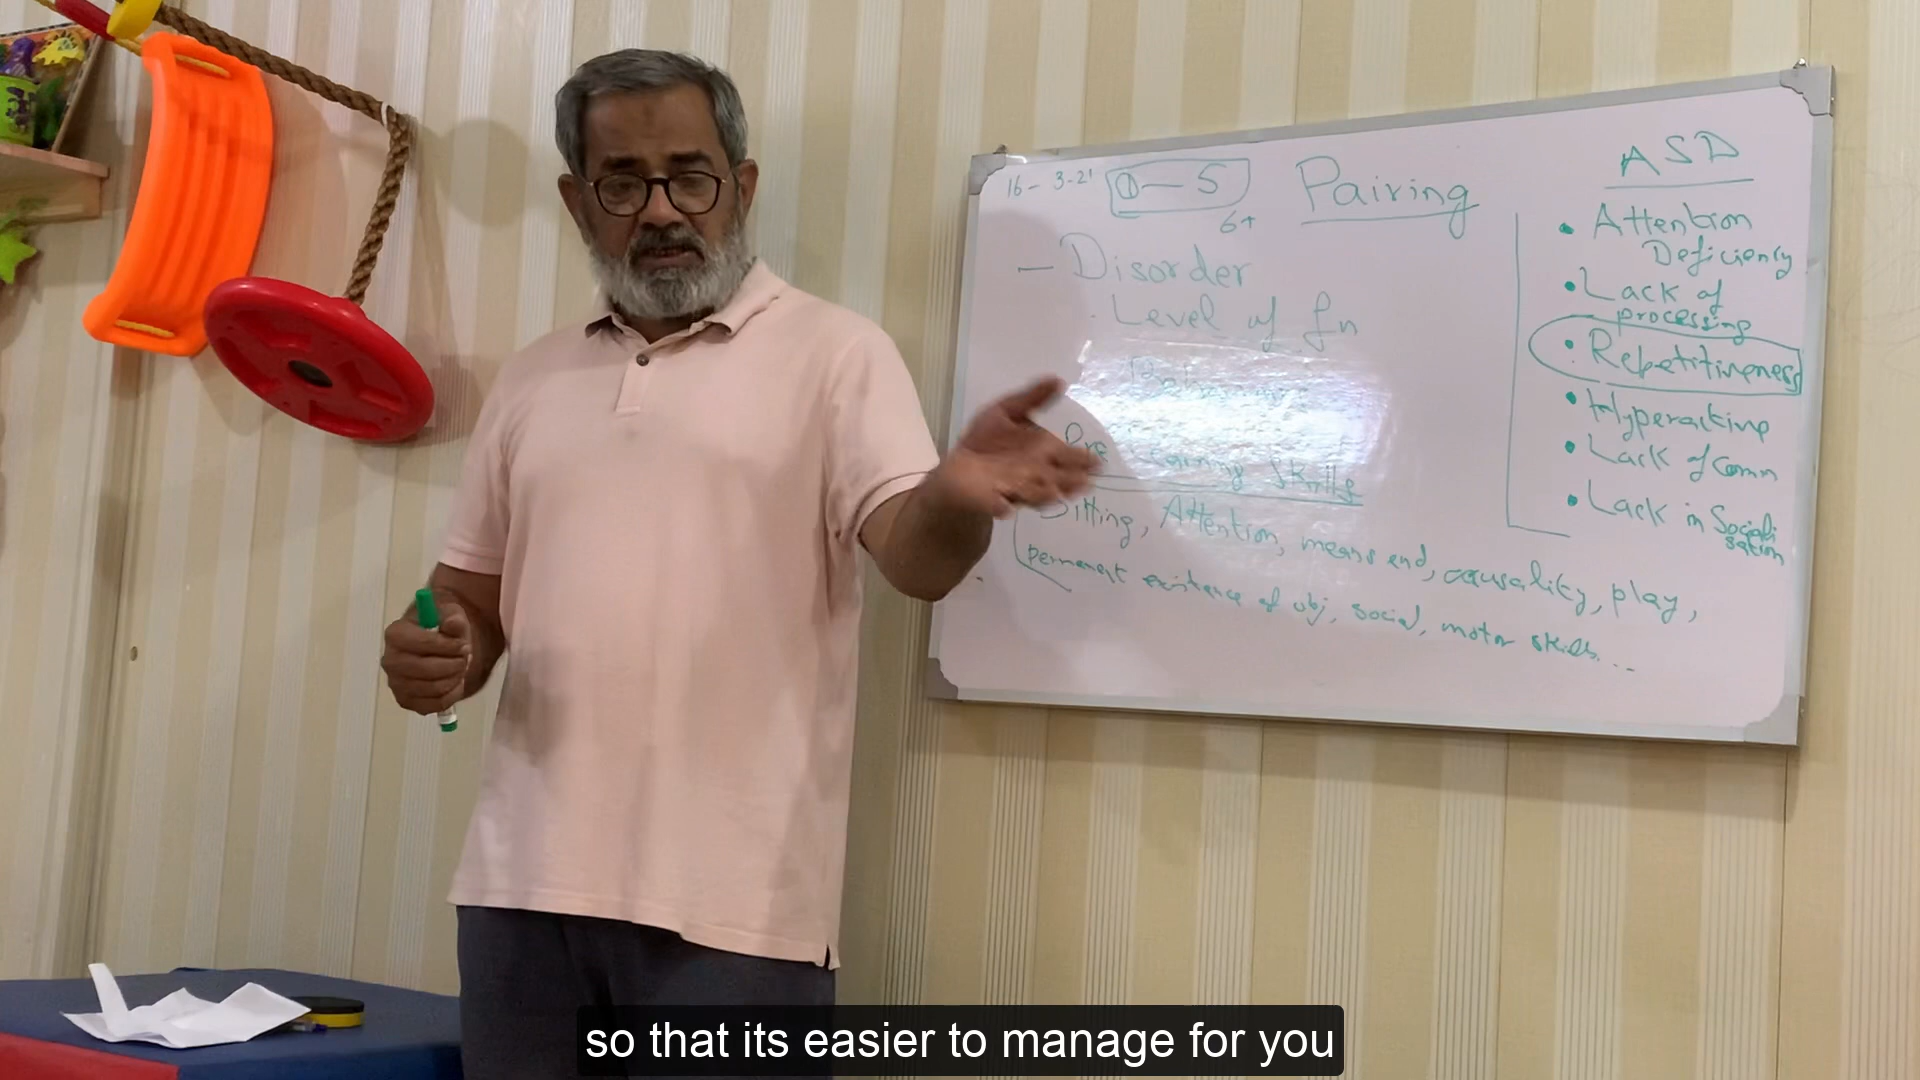 16-3-21
0-5
6+
Pairing
- Disorder
. Level of fn
Pre Learning Skills
Sitting, Attention, means end, causality, play,
permanent existence of obj, social, motor skills...
ASD
• Attention
Deficiency
• Lack of
processing
• Repetitiveness
• Hyperactive
• Lack of Comm
• Lack in Sociali
sation
so that its easier to manage for you